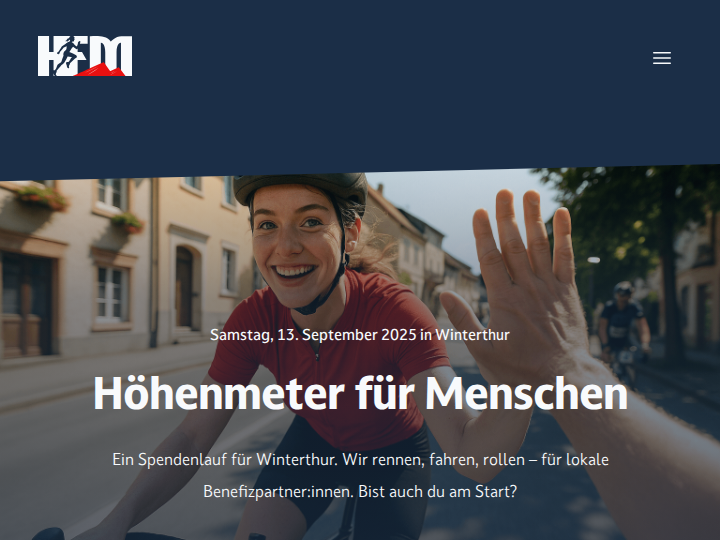 HFM
Samstag, 13. September 2025 in Winterthur
Höhenmeter für Menschen
Ein Spendenlauf für Winterthur. Wir rennen, fahren, rollen – für lokale
Benefizpartner:innen. Bist auch du am Start?